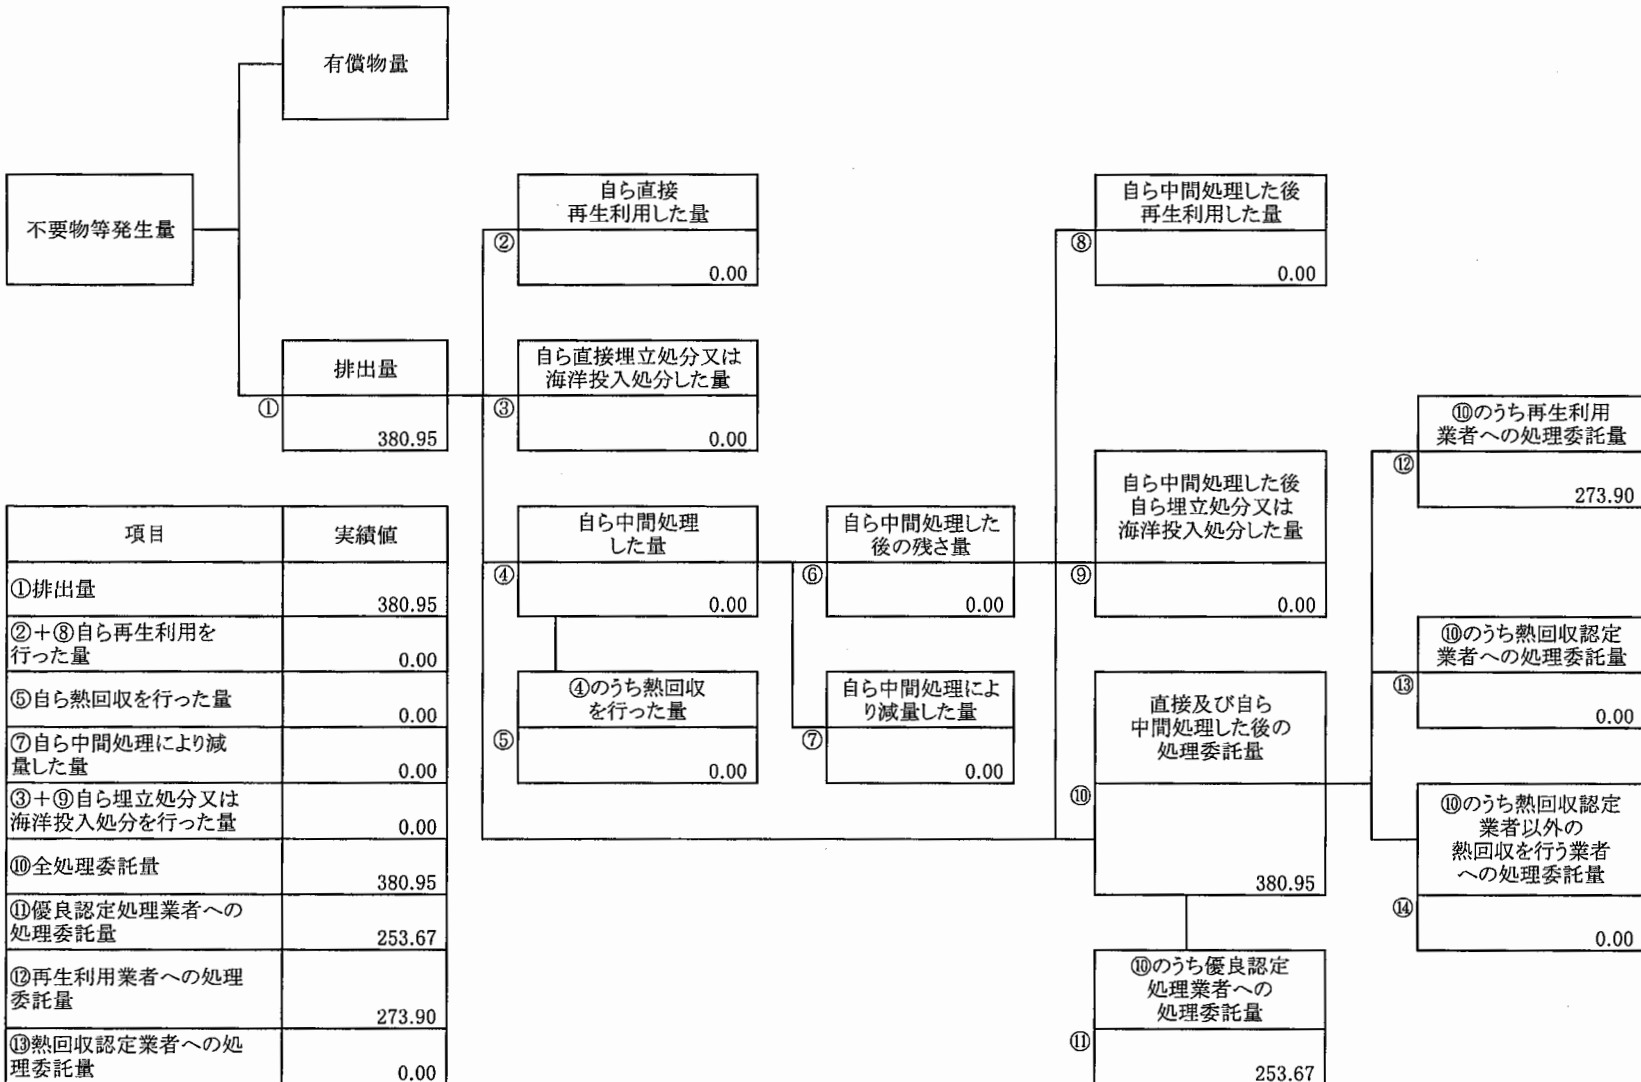 有償物量
不要物等発生量
排出量
①
380.95
自ら直接
再生利用した量
②
0.00
自ら直接埋立処分又は
海洋投入処分した量
③
0.00
自ら中間処理
した量
④
0.00
④のうち熱回収
を行った量
⑤
0.00
自ら中間処理した
後の残さ量
⑥
0.00
自ら中間処理によ
り減量した量
⑦
0.00
自ら中間処理した後
再生利用した量
⑧
0.00
自ら中間処理した後
自ら埋立処分又は
海洋投入処分した量
⑨
0.00
直接及び自ら
中間処理した後の
処理委託量
⑩
380.95
⑩のうち優良認定
処理業者への
処理委託量
⑪
253.67
⑩のうち再生利用
業者への処理委託量
⑫
273.90
⑩のうち熱回収認定
業者への処理委託量
⑬
0.00
⑩のうち熱回収認定
業者以外の
熱回収を行う業者
への処理委託量
⑭
0.00
項目 実績値
①排出量
380.95
②+⑧自ら再生利用を
行った量 0.00
⑤自ら熱回収を行った量
0.00
⑦自ら中間処理により減
量した量 0.00
③+⑨自ら埋立処分又は
海洋投入処分を行った量 0.00
⑩全処理委託量
380.95
⑪優良認定処理業者への
処理委託量 253.67
⑫再生利用業者への処理
委託量
273.90
⑬熱回収認定業者への処
理委託量 0.00